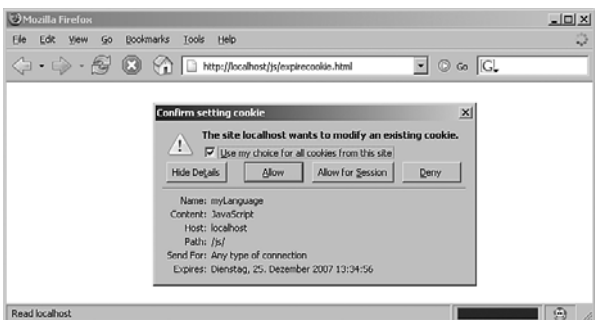 Mozilla Firefox
File Edit View Go Bookmarks Tools Help
http://localhost/js/expirecookie.html Go G
Confirm setting cookie
The site localhost wants to modify an existing cookie.
Use my choice for all cookies from this site
Hide Details Allow Allow for Session Deny
Name: myLanguage
Content: JavaScript
Host: localhost
Path: /js/
Send For: Any type of connection
Expires: Dienstag, 25. Dezember 2007 13:34:56
Read localhost